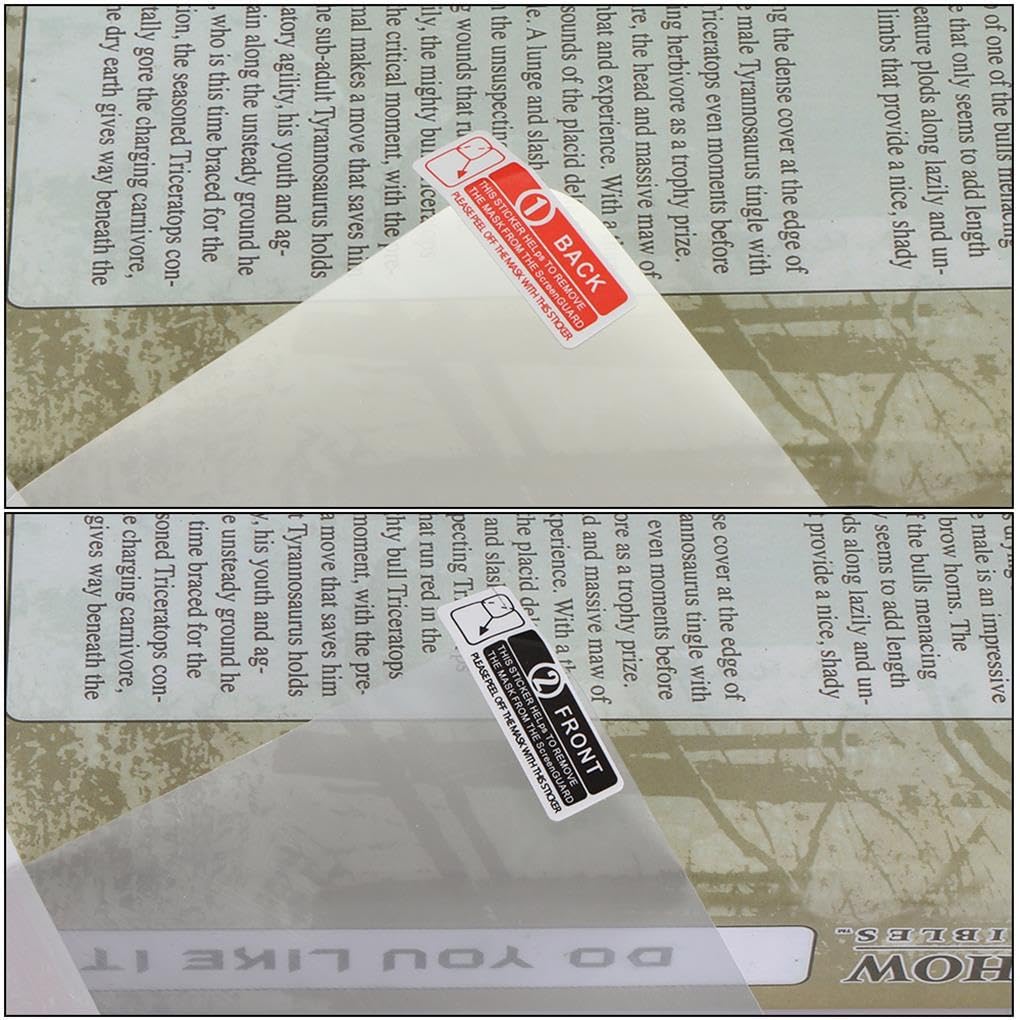 of one of the bulls menacing
e that only seems to add length
eature plods along lazily and un-
limbs that provide a nice, shady
ng the dense cover at the edge of
e male Tyrannosaurus tingle with
Triceratops even moments before
ing herbivore as a trophy prize.
re, the head and massive maw of
bat and experience. With
sounds of the placid
e. A lunge and slash
n the
g wounds that
ily, the mighty
the critical moment, with the pre-
mal makes a move that saves hi
he sub-adult Tyrannosaurus holds
atory agility, his youth and ag-
ain along the unsteady ground he
, who is this time braced for the
tion, the seasoned Triceratops con-
tally gore the charging carnivore,
he dry earth gives way beneath the
1 BACK
THIS STICKER HELPs TO REMOVE
THE MASK FROM THE ScreenGUARD
PLEASE PEEL OFF THE MASK WITH THIS STICKER
e male is an impressive
brow horns. The
f the bulls menacing
seems to add length
ds along lazily and un-
provide a nice, shady
se cover at the edge of
annosaurus tingle with
even moments before
ore as a trophy prize.
d and massive maw of
xperience. With a
the placid
and slash
pecting
hat run red in the
hty bull Triceratops
moment, with the pre-
a move that saves him
t Tyrannosaurus holds
y, his youth and ag-
e unsteady ground he
time braced for the
soned Triceratops con-
e charging carnivore,
gives way beneath the
2 FRONT
THIS STICKER HELPs TO REMOVE
THE MASK FROM THE ScreenGUARD
PLEASE PEEL OFF THE MASK WITH THIS STICKER
DO YOU LIKE IT
HOW
IBLES™